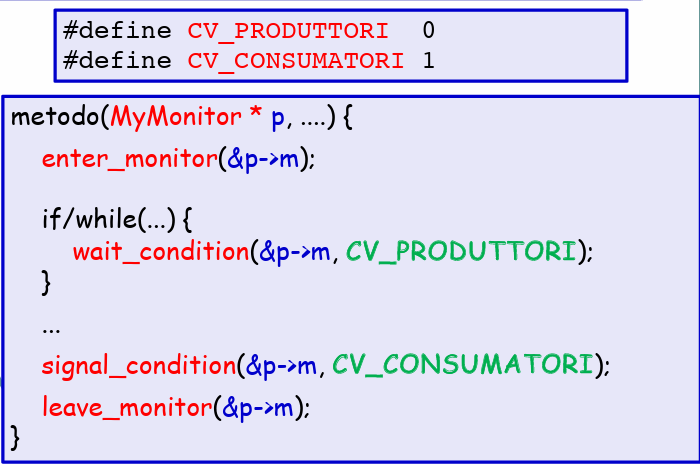 #define CV_PRODUTTORI 0
#define CV_CONSUMATORI 1
metodo(MyMonitor * p, ....) {
enter_monitor(&p->m);
if/while(...) {
wait_condition(&p->m, CV_PRODUTTORI);
}
...
signal_condition(&p->m, CV_CONSUMATORI);
leave_monitor(&p->m);
}